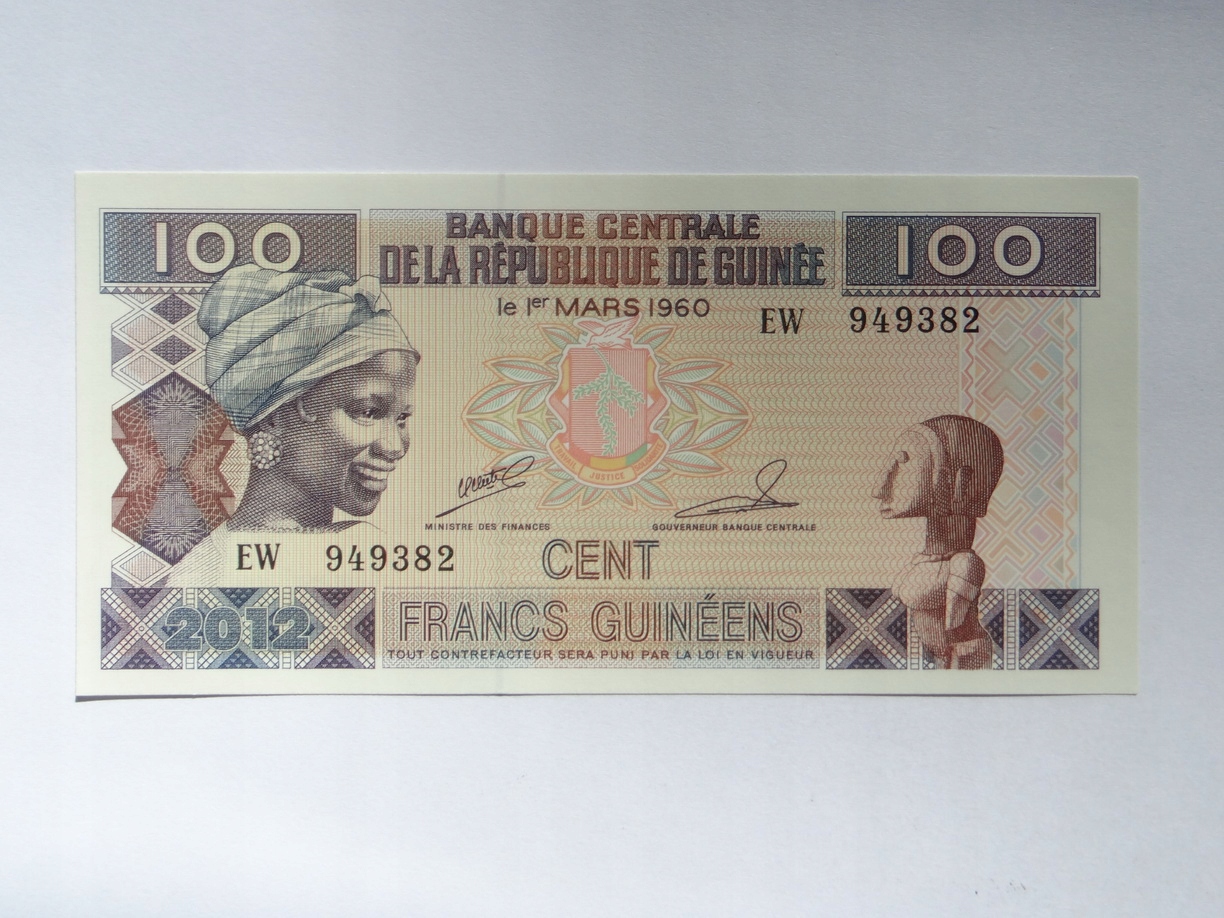 100
BANQUE CENTRALE
100
DE LA RÉPUBLIQUE DE GUINÉE
le 1er MARS 1960
EW 949382
JUSTICE
MINISTRE DES FINANCES
GOUVERNEUR BANQUE CENTRALE
EW 949382
CENT
2012
FRANCS GUINÉENS
TOUT CONTREFACTEUR SERA PUNI PAR LA LOI EN VIGUEUR